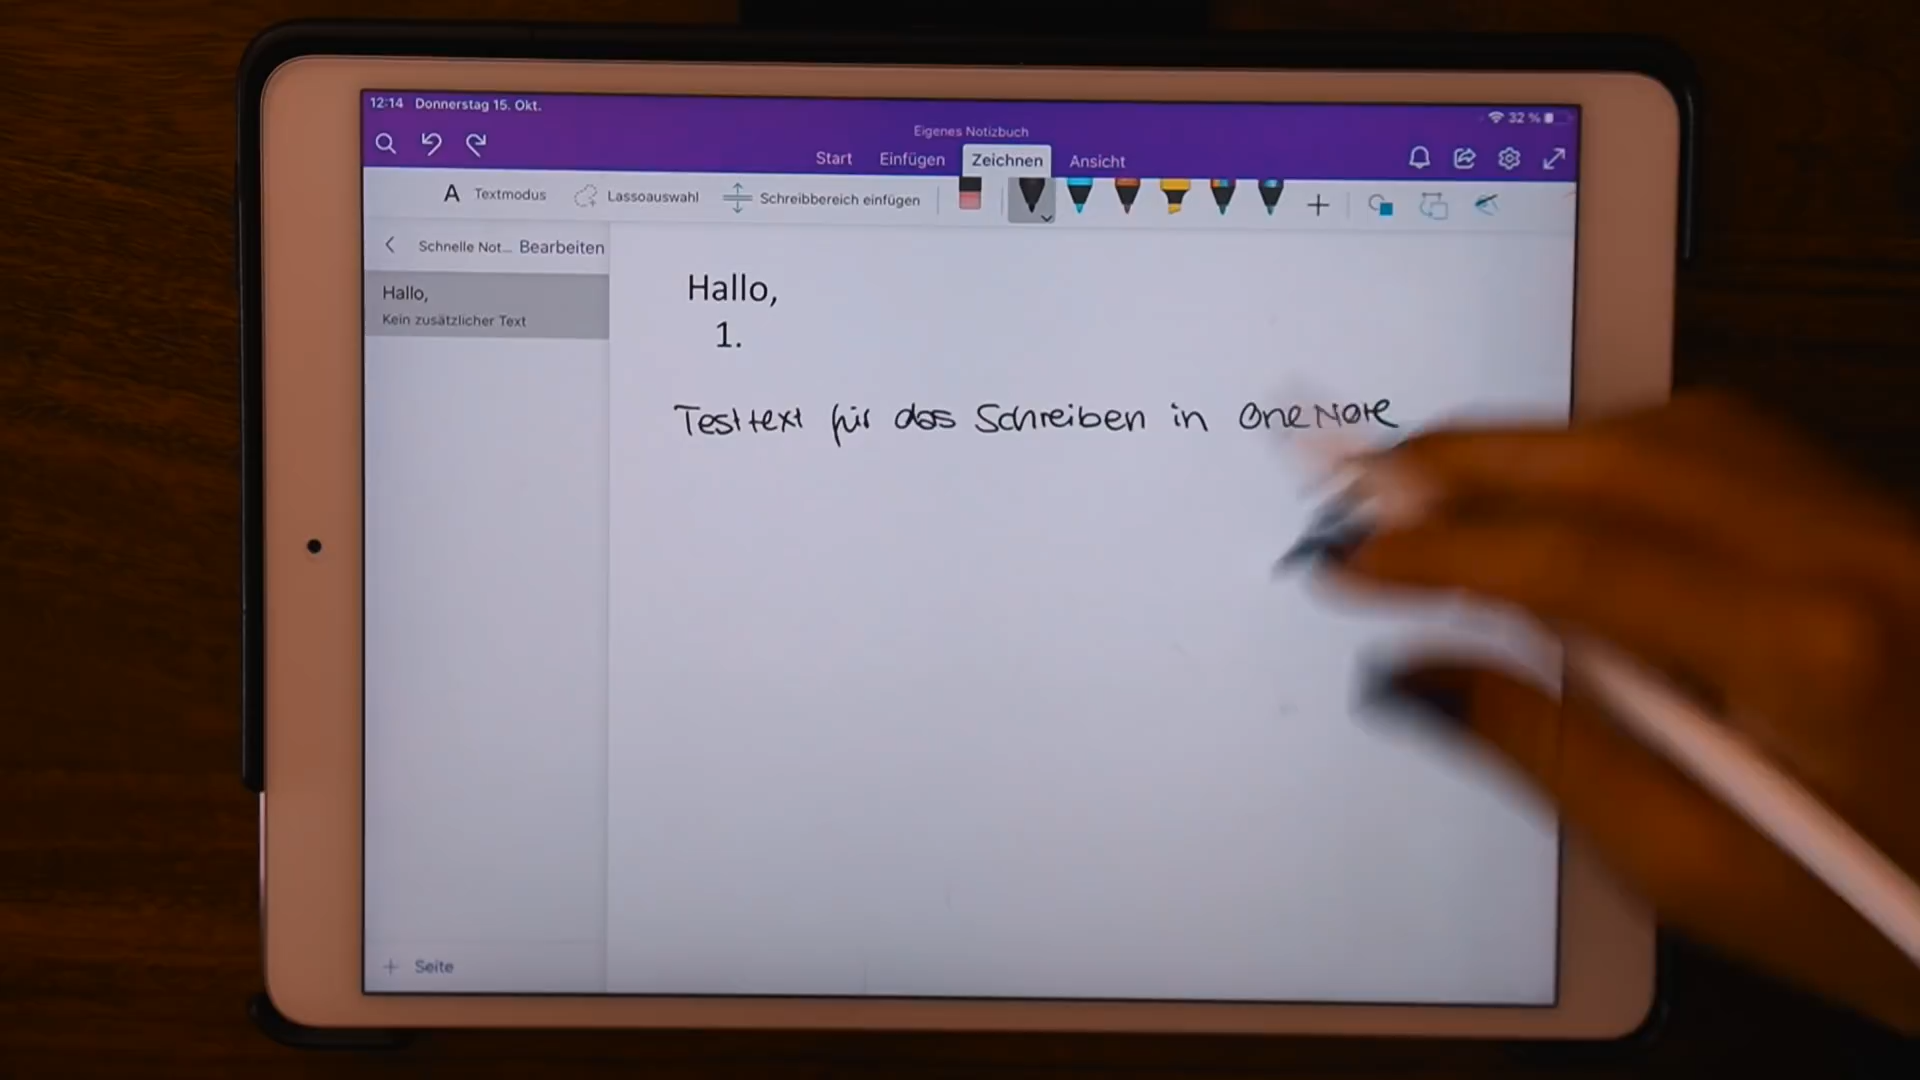 12:14 Donnerstag 15. Okt.
32 %
Eigenes Notizbuch
Start Einfügen Zeichnen Ansicht
A Textmodus Lassoauswahl Schreibbereich einfügen
Schnelle Not... Bearbeiten
Hallo,
Kein zusätzlicher Text
Hallo,
1.
Testtext für das Schreiben in OneNote
+ Seite